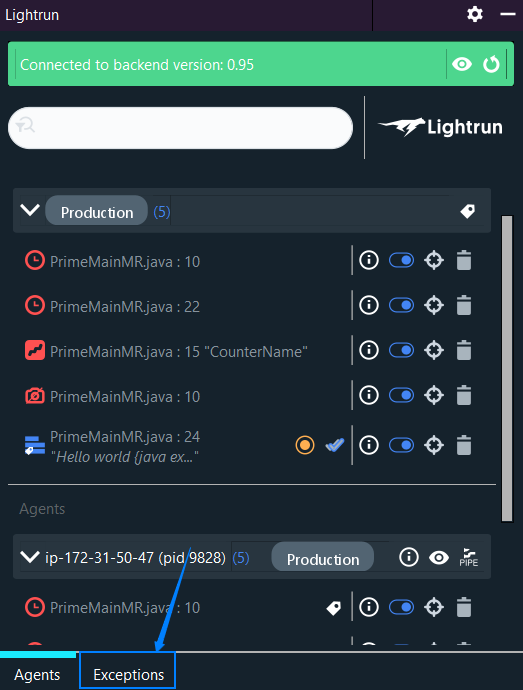 Lightrun
Connected to backend version: 0.95
Lightrun
Production (5)
PrimeMainMR.java : 10
PrimeMainMR.java : 22
PrimeMainMR.java : 15 "CounterName"
PrimeMainMR.java : 10
PrimeMainMR.java : 24
"Hello world {java ex..."
Agents
ip-172-31-50-47 (pid 9828) (5) Production PIPE
PrimeMainMR.java : 10
Agents Exceptions